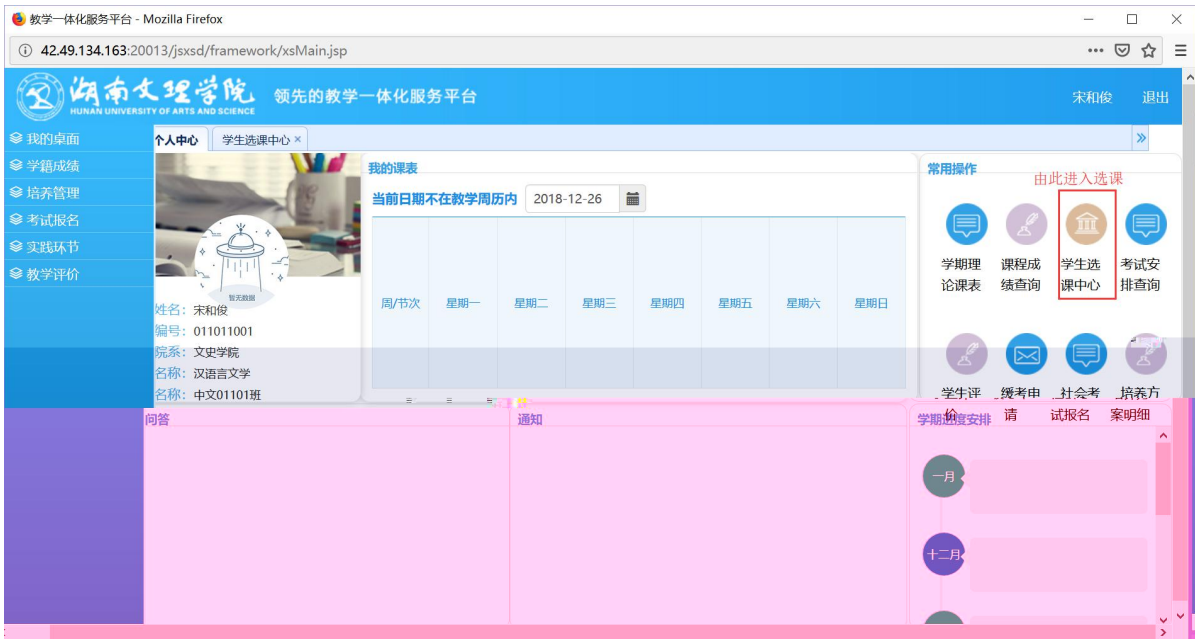 教学一体化服务平台 - Mozilla Firefox
42.49.134.163:20013/jsxsd/framework/xsMain.jsp
湖南文理学院
HUNAN UNIVERSITY OF ARTS AND SCIENCE
领先的教学一体化服务平台
宋和俊 退出
我的桌面
学籍成绩
培养管理
考试报名
实践环节
教学评价
个人中心 学生选课中心 ×
暂无数据
姓名：宋和俊
编号：011011001
院系：文史学院
名称：汉语言文学
名称：中文01101班
我的课表
当前日期不在教学周历内 2018-12-26
周/节次 星期一 星期二 星期三 星期四 星期五 星期六 星期日
常用操作
由此进入选课
学期理论课表
课程成绩查询
学生选课中心
考试安排查询
学生评价
缓考申请
社会考试报名
培养方案明细
问答
通知
学期进度安排
一月
十二月